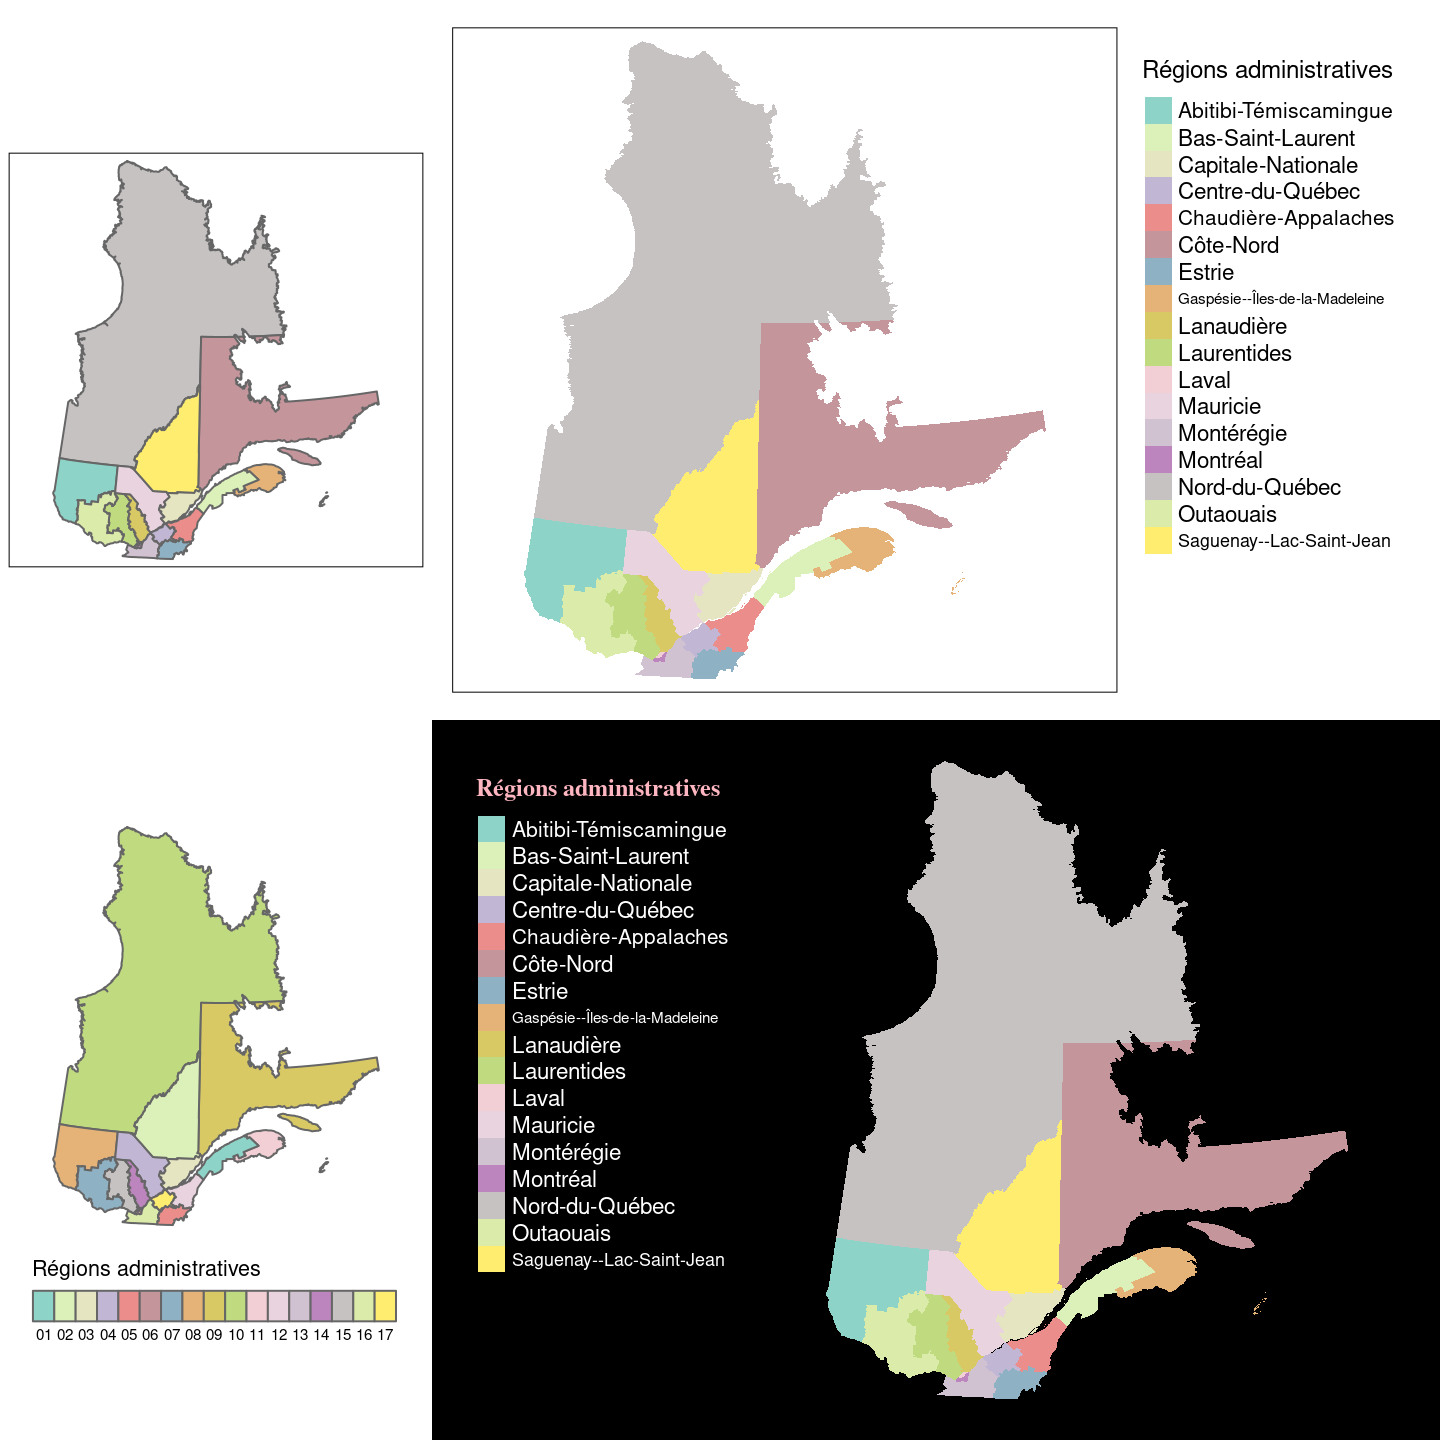 Régions administratives
Abitibi-Témiscamingue
Bas-Saint-Laurent
Capitale-Nationale
Centre-du-Québec
Chaudière-Appalaches
Côte-Nord
Estrie
Gaspésie--Îles-de-la-Madeleine
Lanaudière
Laurentides
Laval
Mauricie
Montérégie
Montréal
Nord-du-Québec
Outaouais
Saguenay--Lac-Saint-Jean
Régions administratives
01 02 03 04 05 06 07 08 09 10 11 12 13 14 15 16 17
Régions administratives
Abitibi-Témiscamingue
Bas-Saint-Laurent
Capitale-Nationale
Centre-du-Québec
Chaudière-Appalaches
Côte-Nord
Estrie
Gaspésie--Îles-de-la-Madeleine
Lanaudière
Laurentides
Laval
Mauricie
Montérégie
Montréal
Nord-du-Québec
Outaouais
Saguenay--Lac-Saint-Jean